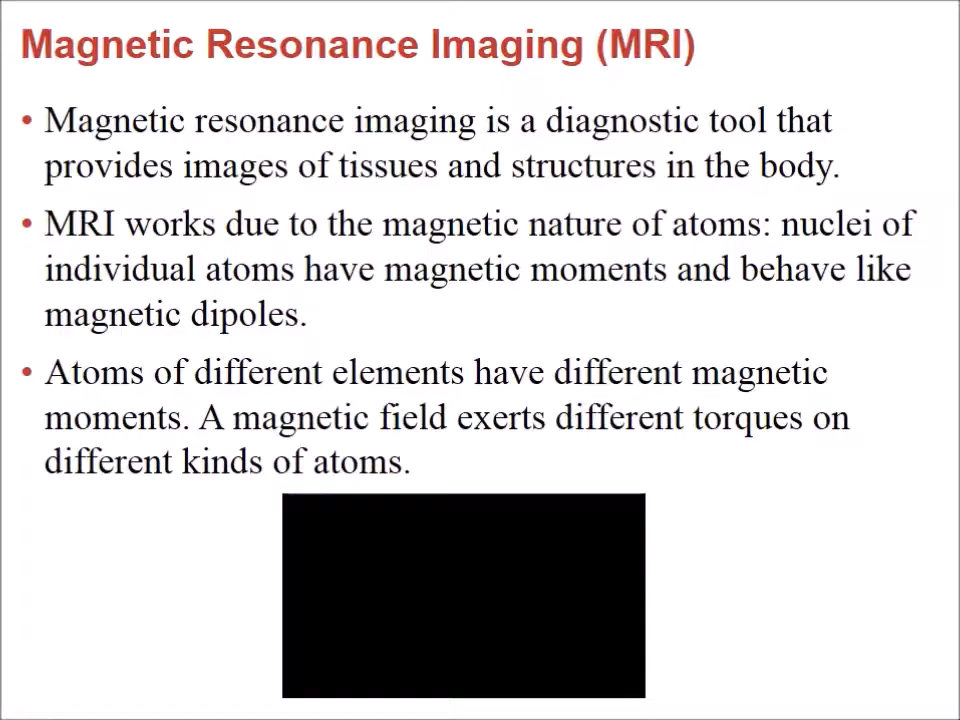 Magnetic Resonance Imaging (MRI)
• Magnetic resonance imaging is a diagnostic tool that
provides images of tissues and structures in the body.
• MRI works due to the magnetic nature of atoms: nuclei of
individual atoms have magnetic moments and behave like
magnetic dipoles.
• Atoms of different elements have different magnetic
moments. A magnetic field exerts different torques on
different kinds of atoms.